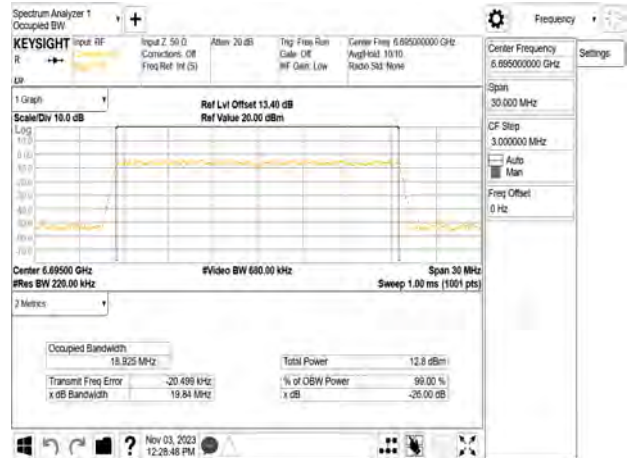 Spectrum Analyzer 1
Occupied BW
Frequency
KEYSIGHT
Input: RF
R
Input Z: 50 Ω
Corrections: Off
Freq Ref: Int (S)
Atten: 20 dB
Trig: Free Run
Gate: Off
#IF Gain: Low
Center Freq: 6.695000000 GHz
Avg|Hold: 10/10
Radio Std: None
Center Frequency
6.695000000 GHz
Settings
Span
30.000 MHz
CF Step
3.000000 MHz
Auto
Man
Freq Offset
0 Hz
1 Graph
Scale/Div 10.0 dB
Ref Lvl Offset 13.40 dB
Ref Value 20.00 dBm
Log
Center 6.69500 GHz
#Res BW 220.00 kHz
#Video BW 680.00 kHz
Span 30 MHz
Sweep 1.00 ms (1001 pts)
2 Metrics
Occupied Bandwidth
18.925 MHz
Total Power 12.8 dBm
Transmit Freq Error -20.499 kHz
% of OBW Power 99.00 %
x dB Bandwidth 19.84 MHz
x dB -26.00 dB
Nov 03, 2023
12:28:48 PM